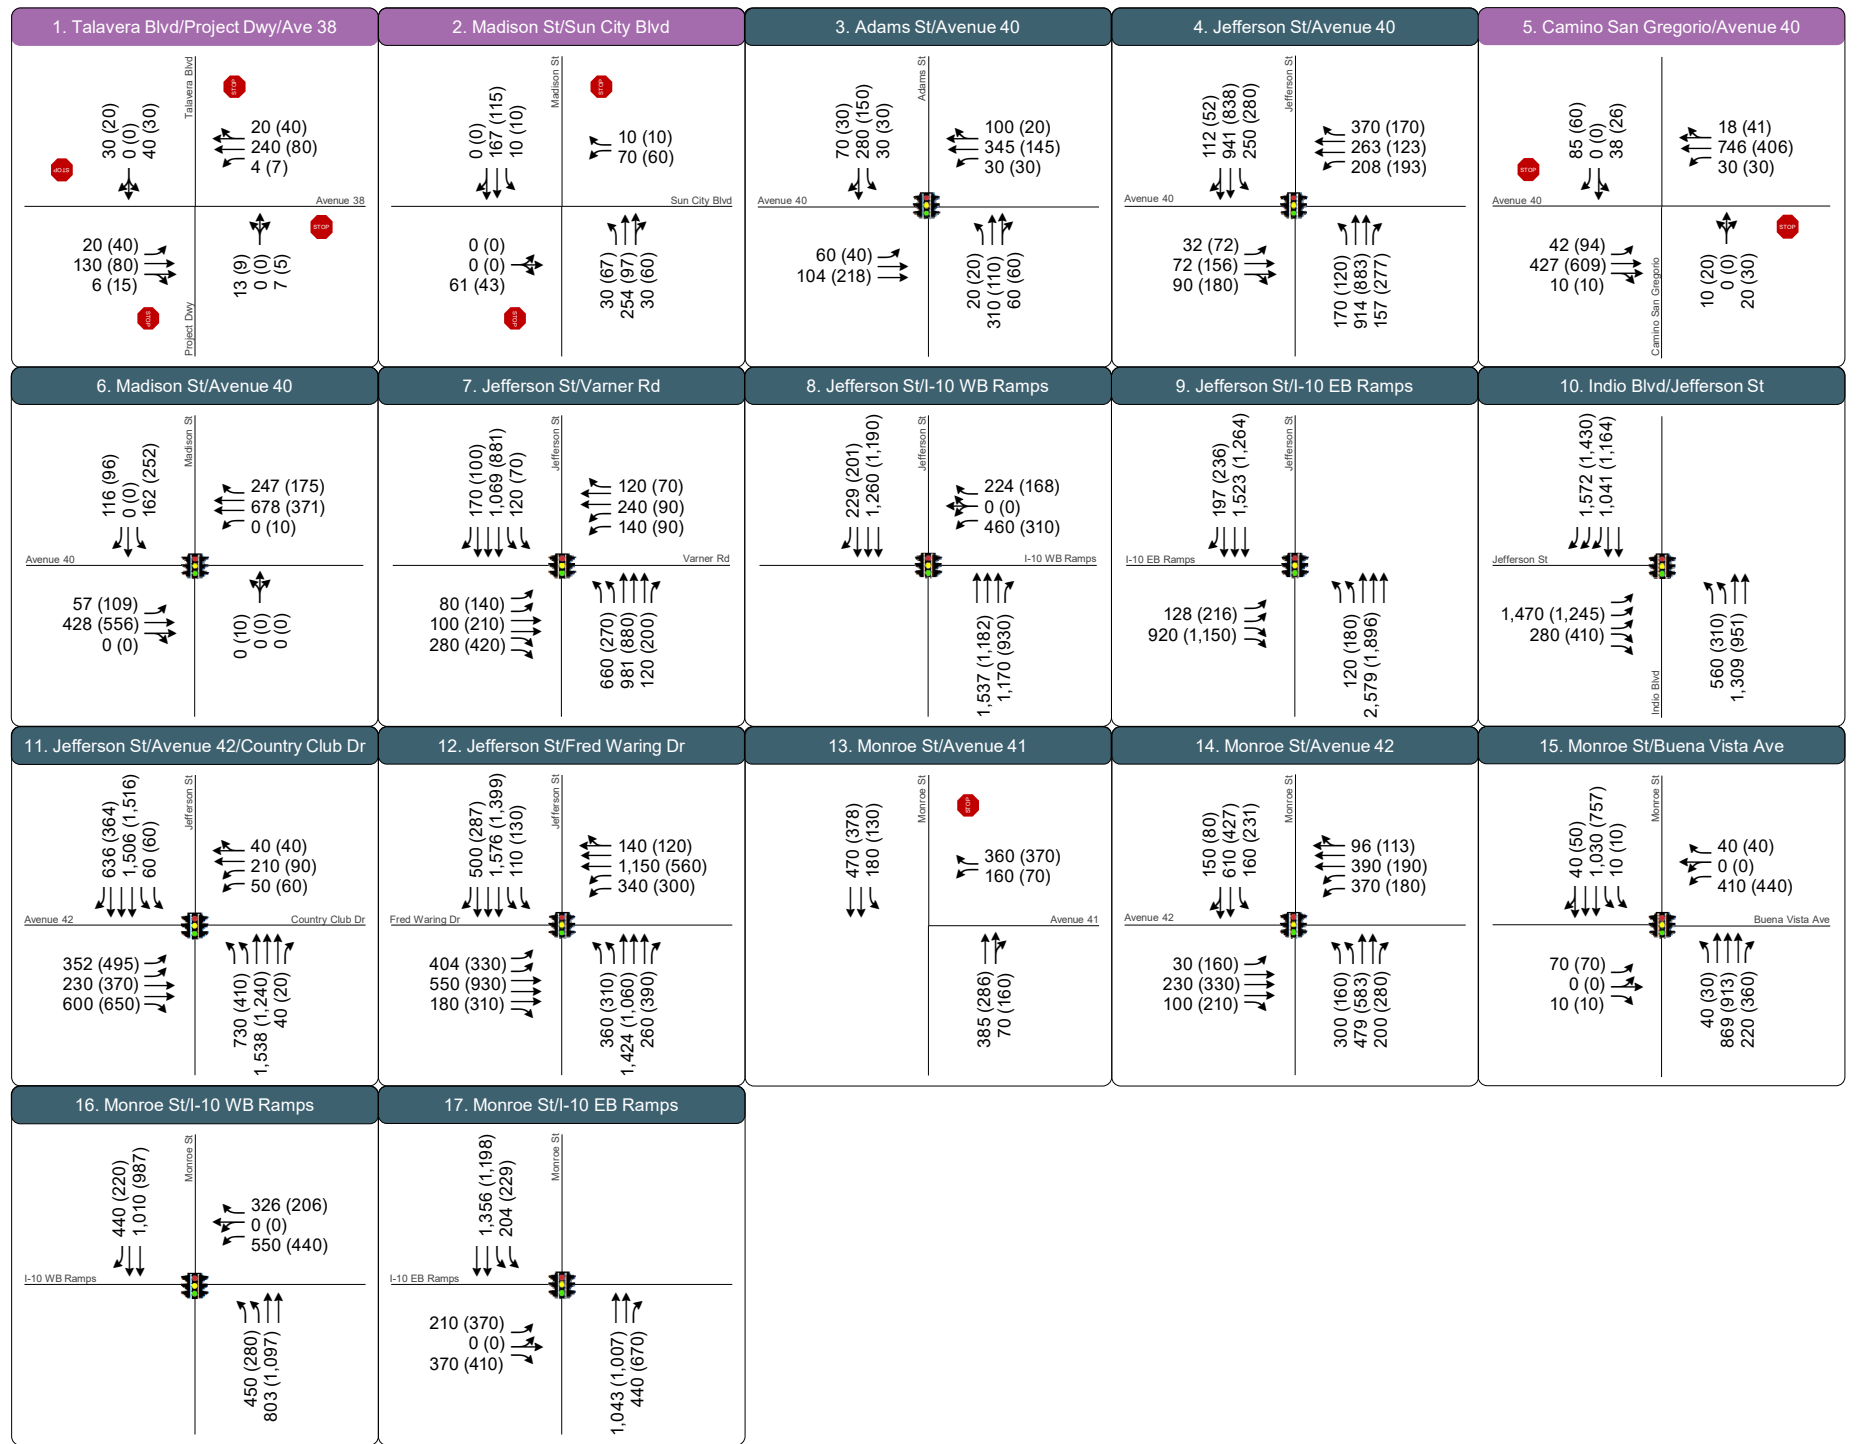 1. Talavera Blvd/Project Dwy/Ave 38
Talavera Blvd
STOP
30 (20)
0 (0)
40 (30)
20 (40)
240 (80)
4 (7)
STOP
Avenue 38
STOP
20 (40)
130 (80)
6 (15)
13 (9)
0 (0)
7 (5)
STOP
Project Dwy
2. Madison St/Sun City Blvd
Madison St
STOP
0 (0)
167 (115)
10 (10)
10 (10)
70 (60)
Sun City Blvd
0 (0)
0 (0)
61 (43)
30 (67)
254 (97)
30 (60)
STOP
3. Adams St/Avenue 40
Adams St
70 (30)
280 (150)
30 (30)
100 (20)
345 (145)
30 (30)
Avenue 40
60 (40)
104 (218)
20 (20)
310 (110)
60 (60)
4. Jefferson St/Avenue 40
Jefferson St
112 (52)
941 (838)
250 (280)
370 (170)
263 (123)
208 (193)
Avenue 40
32 (72)
72 (156)
90 (180)
170 (120)
914 (883)
157 (277)
5. Camino San Gregorio/Avenue 40
85 (60)
0 (0)
38 (26)
18 (41)
746 (406)
30 (30)
STOP
Avenue 40
STOP
42 (94)
427 (609)
10 (10)
10 (20)
0 (0)
20 (30)
Camino San Gregorio
6. Madison St/Avenue 40
Madison St
116 (96)
0 (0)
162 (252)
247 (175)
678 (371)
0 (10)
Avenue 40
57 (109)
428 (556)
0 (0)
0 (10)
0 (0)
0 (0)
7. Jefferson St/Varner Rd
Jefferson St
170 (100)
1,069 (881)
120 (70)
120 (70)
240 (90)
140 (90)
Varner Rd
80 (140)
100 (210)
280 (420)
660 (270)
981 (880)
120 (200)
8. Jefferson St/I-10 WB Ramps
Jefferson St
229 (201)
1,260 (1,190)
224 (168)
0 (0)
460 (310)
I-10 WB Ramps
1,537 (1,182)
1,170 (930)
9. Jefferson St/I-10 EB Ramps
Jefferson St
197 (236)
1,523 (1,264)
I-10 EB Ramps
128 (216)
920 (1,150)
120 (180)
2,579 (1,896)
10. Indio Blvd/Jefferson St
1,572 (1,430)
1,041 (1,164)
Jefferson St
1,470 (1,245)
280 (410)
560 (310)
1,309 (951)
Indio Blvd
11. Jefferson St/Avenue 42/Country Club Dr
Jefferson St
636 (364)
1,506 (1,516)
60 (60)
40 (40)
210 (90)
50 (60)
Avenue 42
Country Club Dr
352 (495)
230 (370)
600 (650)
730 (410)
1,538 (1,240)
40 (20)
12. Jefferson St/Fred Waring Dr
Jefferson St
500 (287)
1,576 (1,399)
110 (130)
140 (120)
1,150 (560)
340 (300)
Fred Waring Dr
404 (330)
550 (930)
180 (310)
360 (310)
1,424 (1,060)
260 (390)
13. Monroe St/Avenue 41
Monroe St
STOP
470 (378)
180 (130)
360 (370)
160 (70)
Avenue 41
385 (286)
70 (160)
14. Monroe St/Avenue 42
Monroe St
150 (80)
610 (427)
160 (231)
96 (113)
390 (190)
370 (180)
Avenue 42
30 (160)
230 (330)
100 (210)
300 (160)
479 (583)
200 (280)
15. Monroe St/Buena Vista Ave
Monroe St
40 (50)
1,030 (757)
10 (10)
40 (40)
0 (0)
410 (440)
Buena Vista Ave
70 (70)
0 (0)
10 (10)
40 (30)
869 (913)
220 (360)
16. Monroe St/I-10 WB Ramps
Monroe St
440 (220)
1,010 (987)
326 (206)
0 (0)
550 (440)
I-10 WB Ramps
450 (280)
803 (1,097)
17. Monroe St/I-10 EB Ramps
Monroe St
1,356 (1,198)
204 (229)
I-10 EB Ramps
210 (370)
0 (0)
370 (410)
1,043 (1,007)
440 (670)